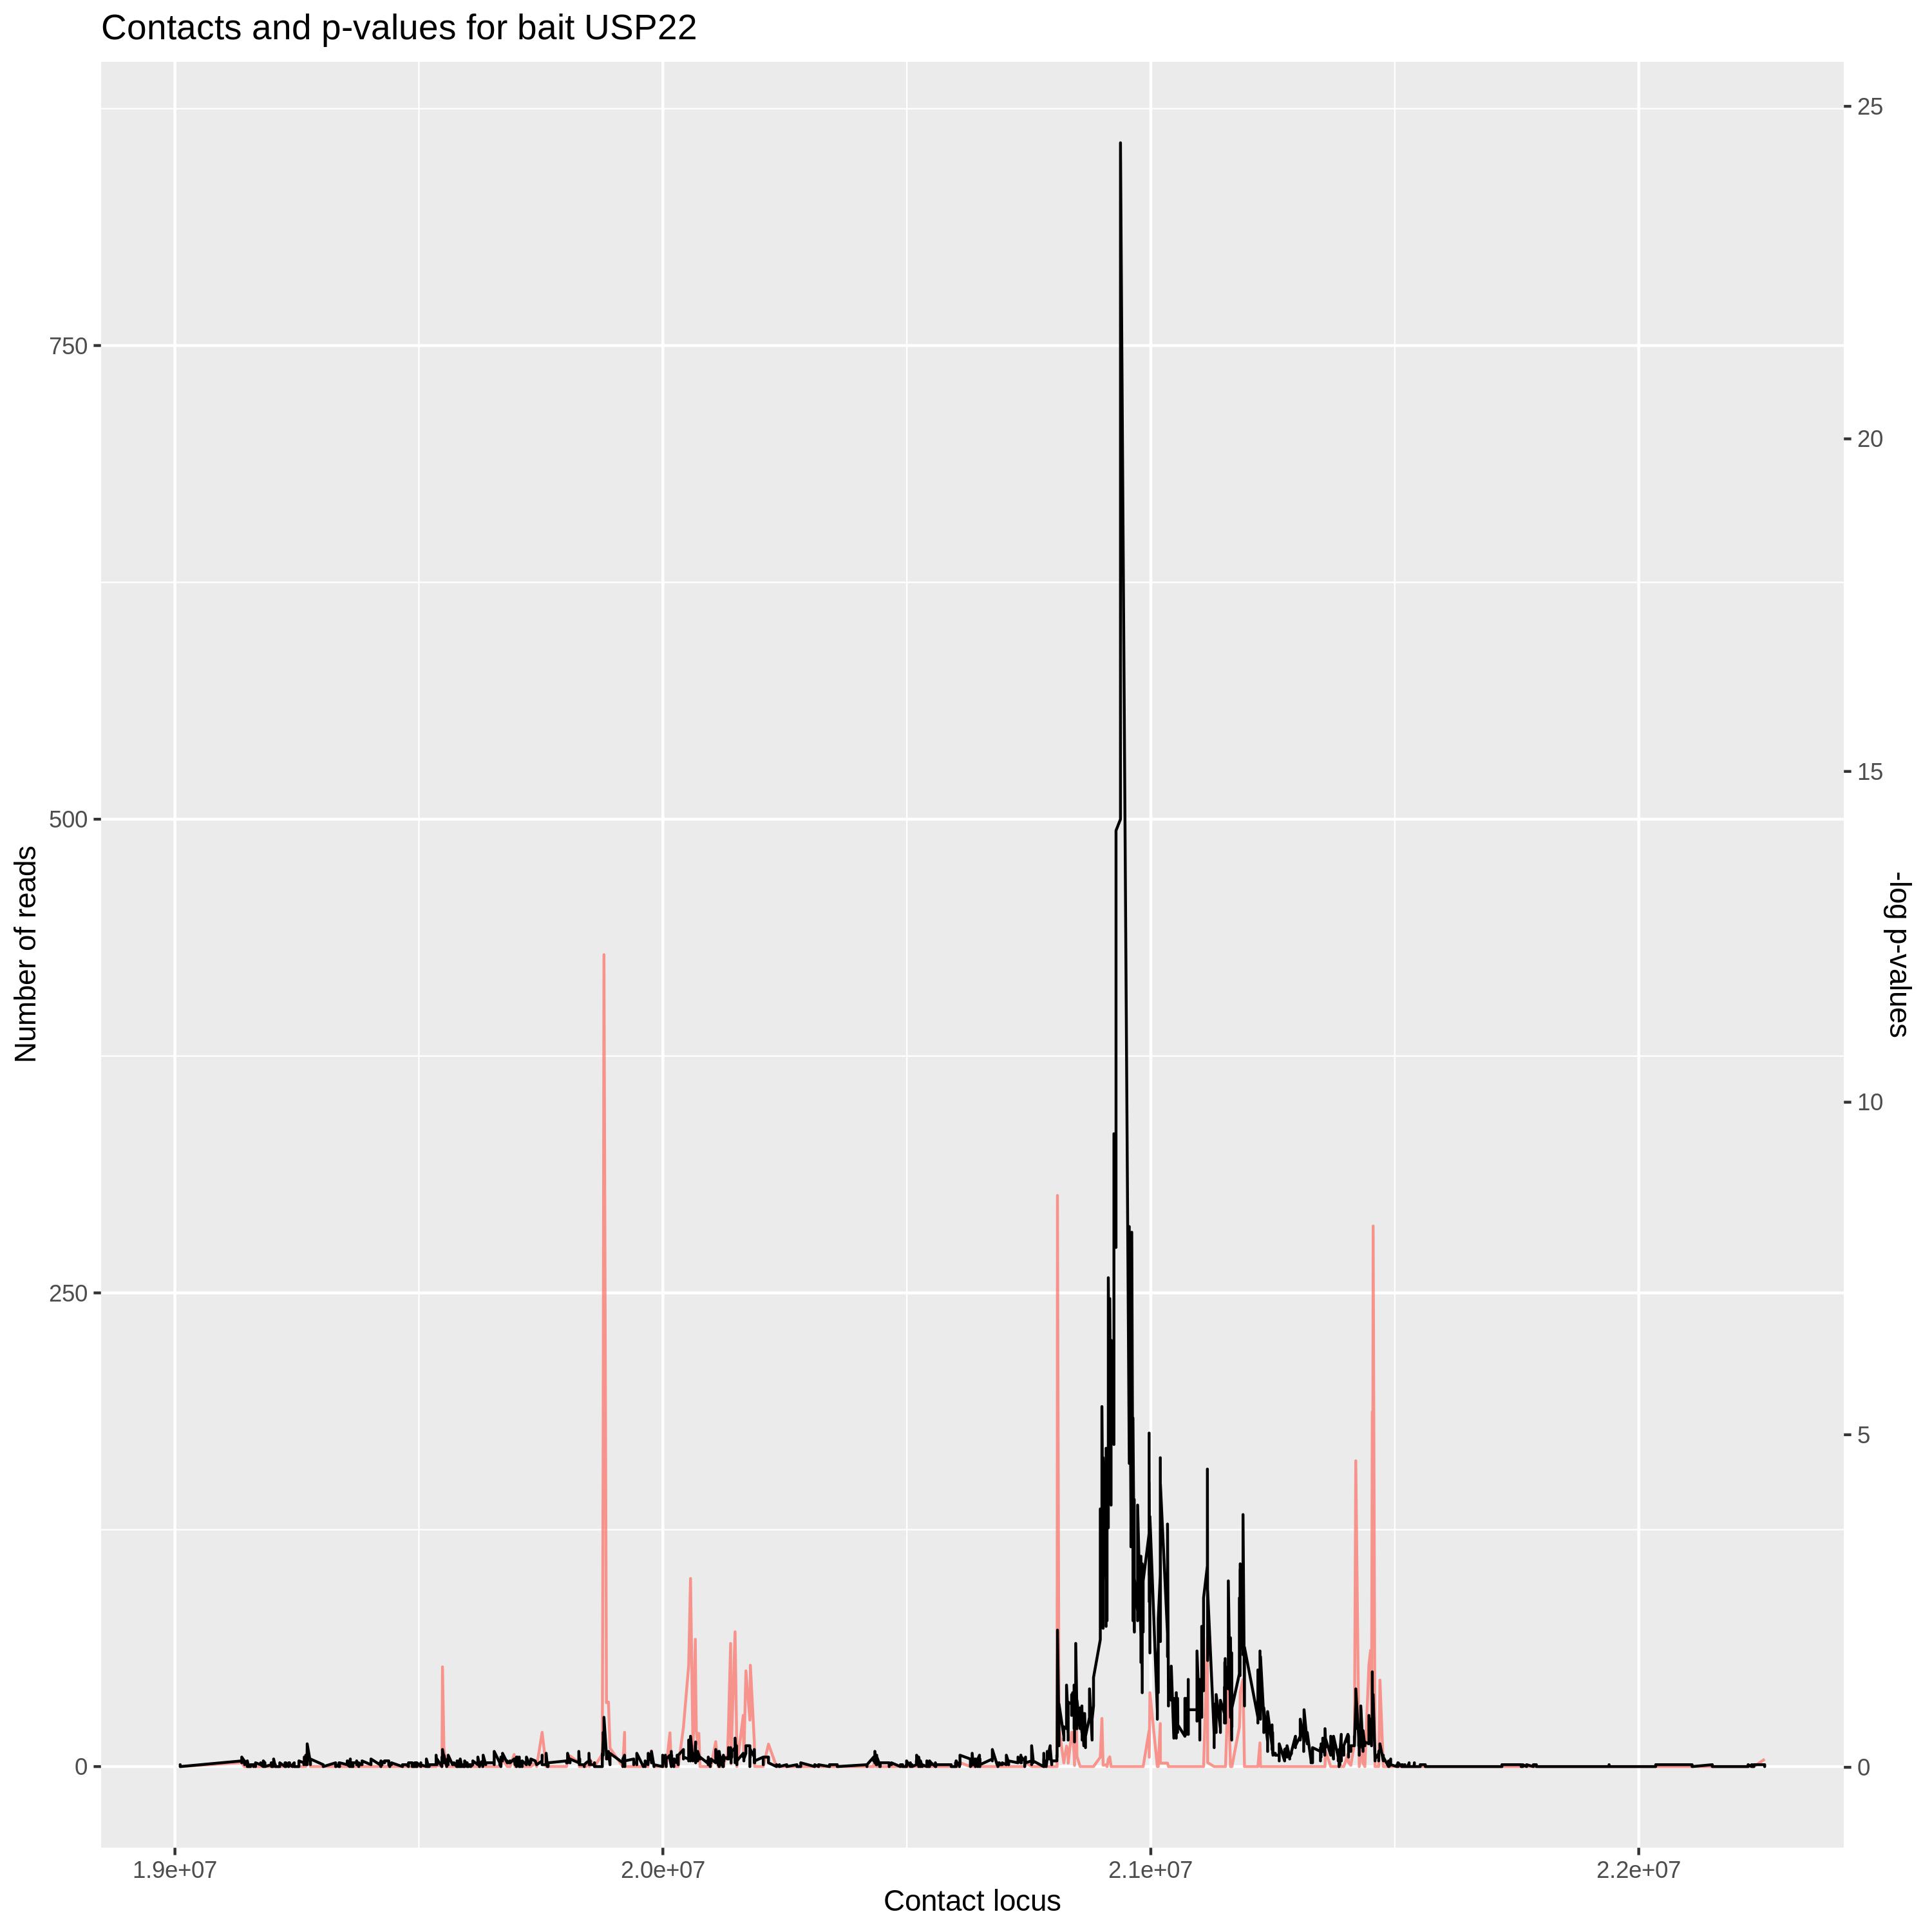 Contacts and p-values for bait USP22
750
500
250
0
Number of reads
25
20
15
10
5
0
-log p-values
1.9e+07
2.0e+07
2.1e+07
2.2e+07
Contact locus